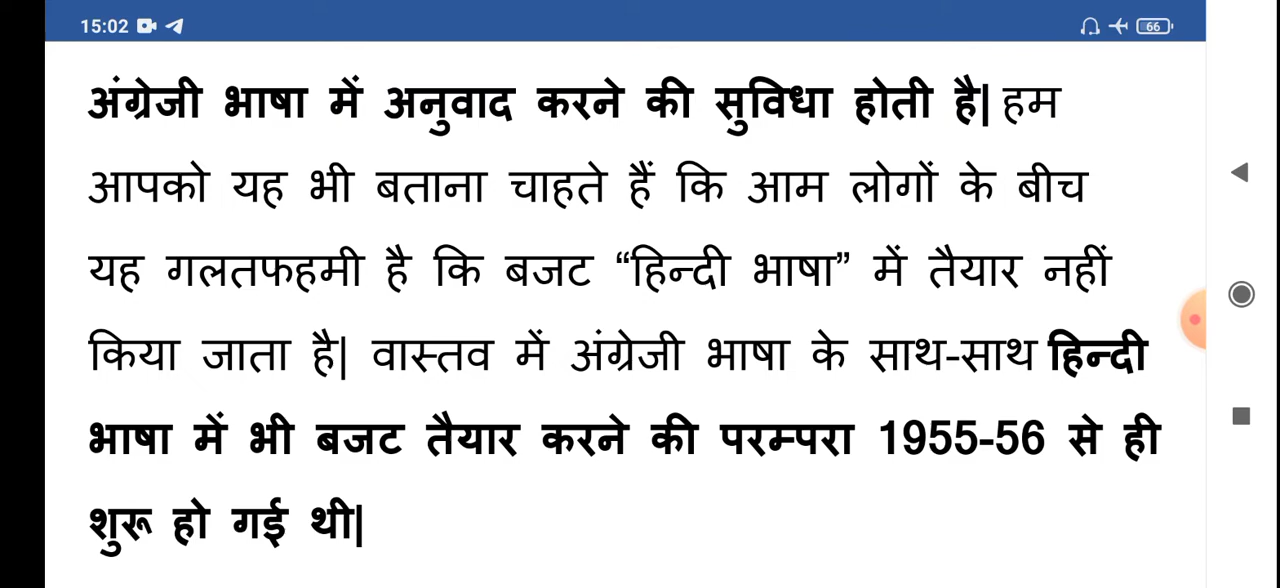 15:02
66
अंग्रेजी भाषा में अनुवाद करने की सुविधा होती है| हम
आपको यह भी बताना चाहते हैं कि आम लोगों के बीच
यह गलतफहमी है कि बजट “हिन्दी भाषा” में तैयार नहीं
किया जाता है| वास्तव में अंग्रेजी भाषा के साथ-साथ हिन्दी
भाषा में भी बजट तैयार करने की परम्परा 1955-56 से ही
शुरू हो गई थी|